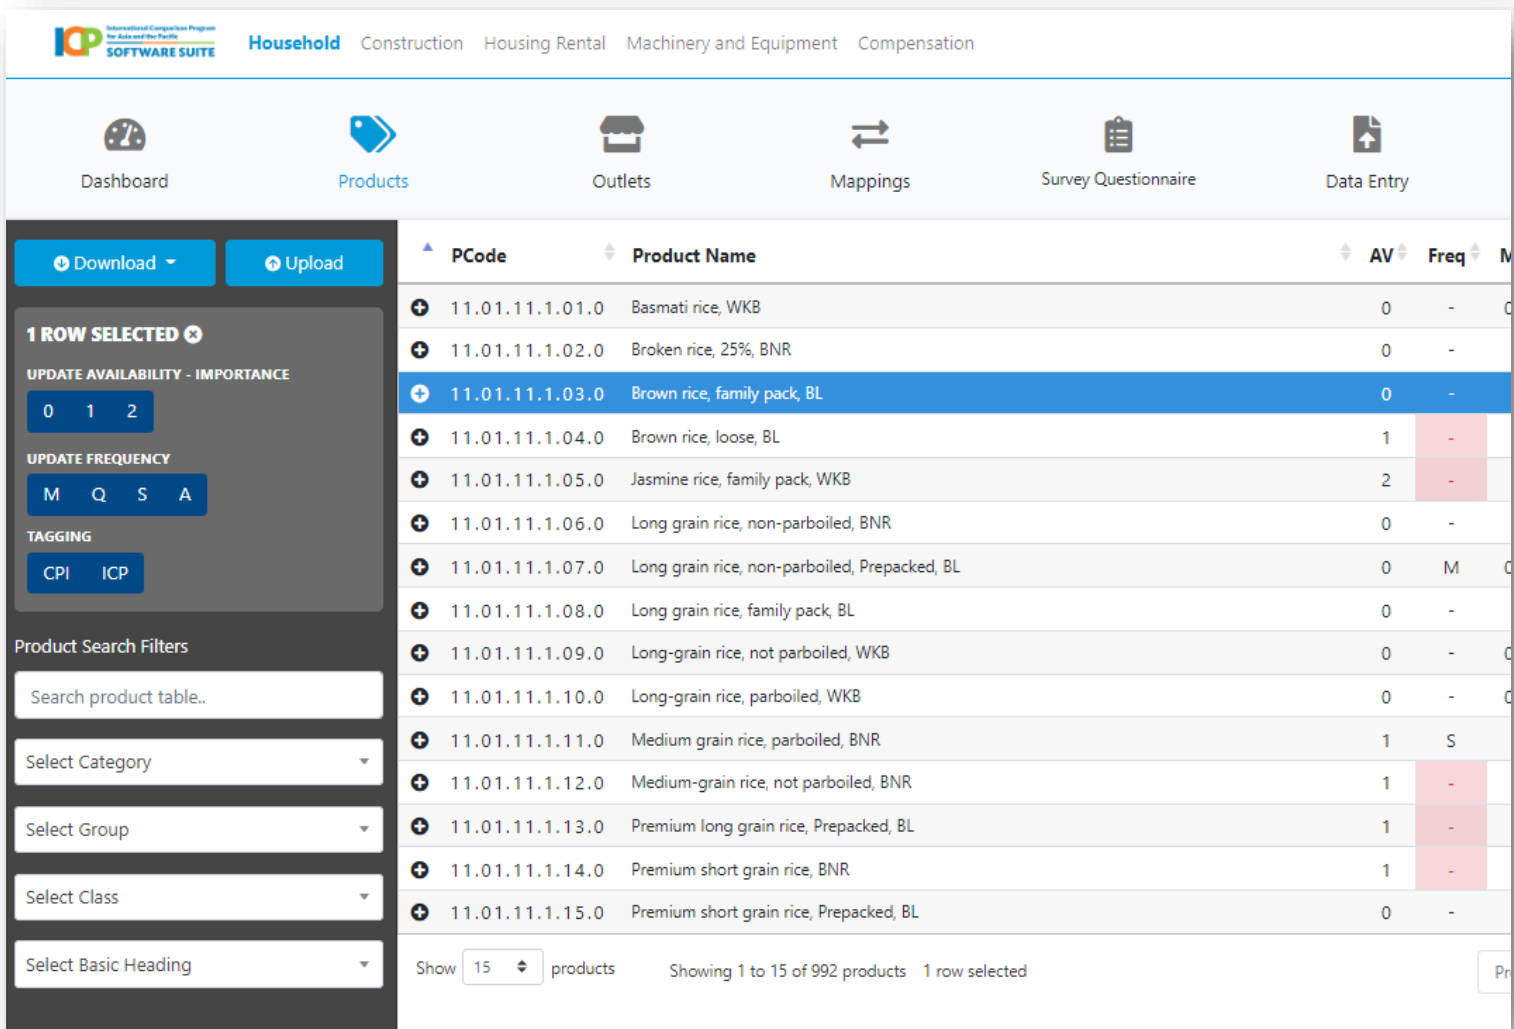 ICP International Comparison Program
for Asia and the Pacific
SOFTWARE SUITE
Household Construction Housing Rental Machinery and Equipment Compensation
Dashboard Products Outlets Mappings Survey Questionnaire Data Entry
Download Upload
1 ROW SELECTED
UPDATE AVAILABILITY - IMPORTANCE
0 1 2
UPDATE FREQUENCY
M Q S A
TAGGING
CPI ICP
Product Search Filters
Search product table..
Select Category
Select Group
Select Class
Select Basic Heading
PCode Product Name AV Freq M
11.01.11.1.01.0 Basmati rice, WKB 0 - 0
11.01.11.1.02.0 Broken rice, 25%, BNR 0 -
11.01.11.1.03.0 Brown rice, family pack, BL 0 -
11.01.11.1.04.0 Brown rice, loose, BL 1 -
11.01.11.1.05.0 Jasmine rice, family pack, WKB 2 -
11.01.11.1.06.0 Long grain rice, non-parboiled, BNR 0 -
11.01.11.1.07.0 Long grain rice, non-parboiled, Prepacked, BL 0 M 0
11.01.11.1.08.0 Long grain rice, family pack, BL 0 -
11.01.11.1.09.0 Long-grain rice, not parboiled, WKB 0 - 0
11.01.11.1.10.0 Long-grain rice, parboiled, WKB 0 - 0
11.01.11.1.11.0 Medium grain rice, parboiled, BNR 1 S
11.01.11.1.12.0 Medium-grain rice, not parboiled, BNR 1 -
11.01.11.1.13.0 Premium long grain rice, Prepacked, BL 1 -
11.01.11.1.14.0 Premium short grain rice, BNR 1 -
11.01.11.1.15.0 Premium short grain rice, Prepacked, BL 0 -
Show 15 products Showing 1 to 15 of 992 products 1 row selected Pr